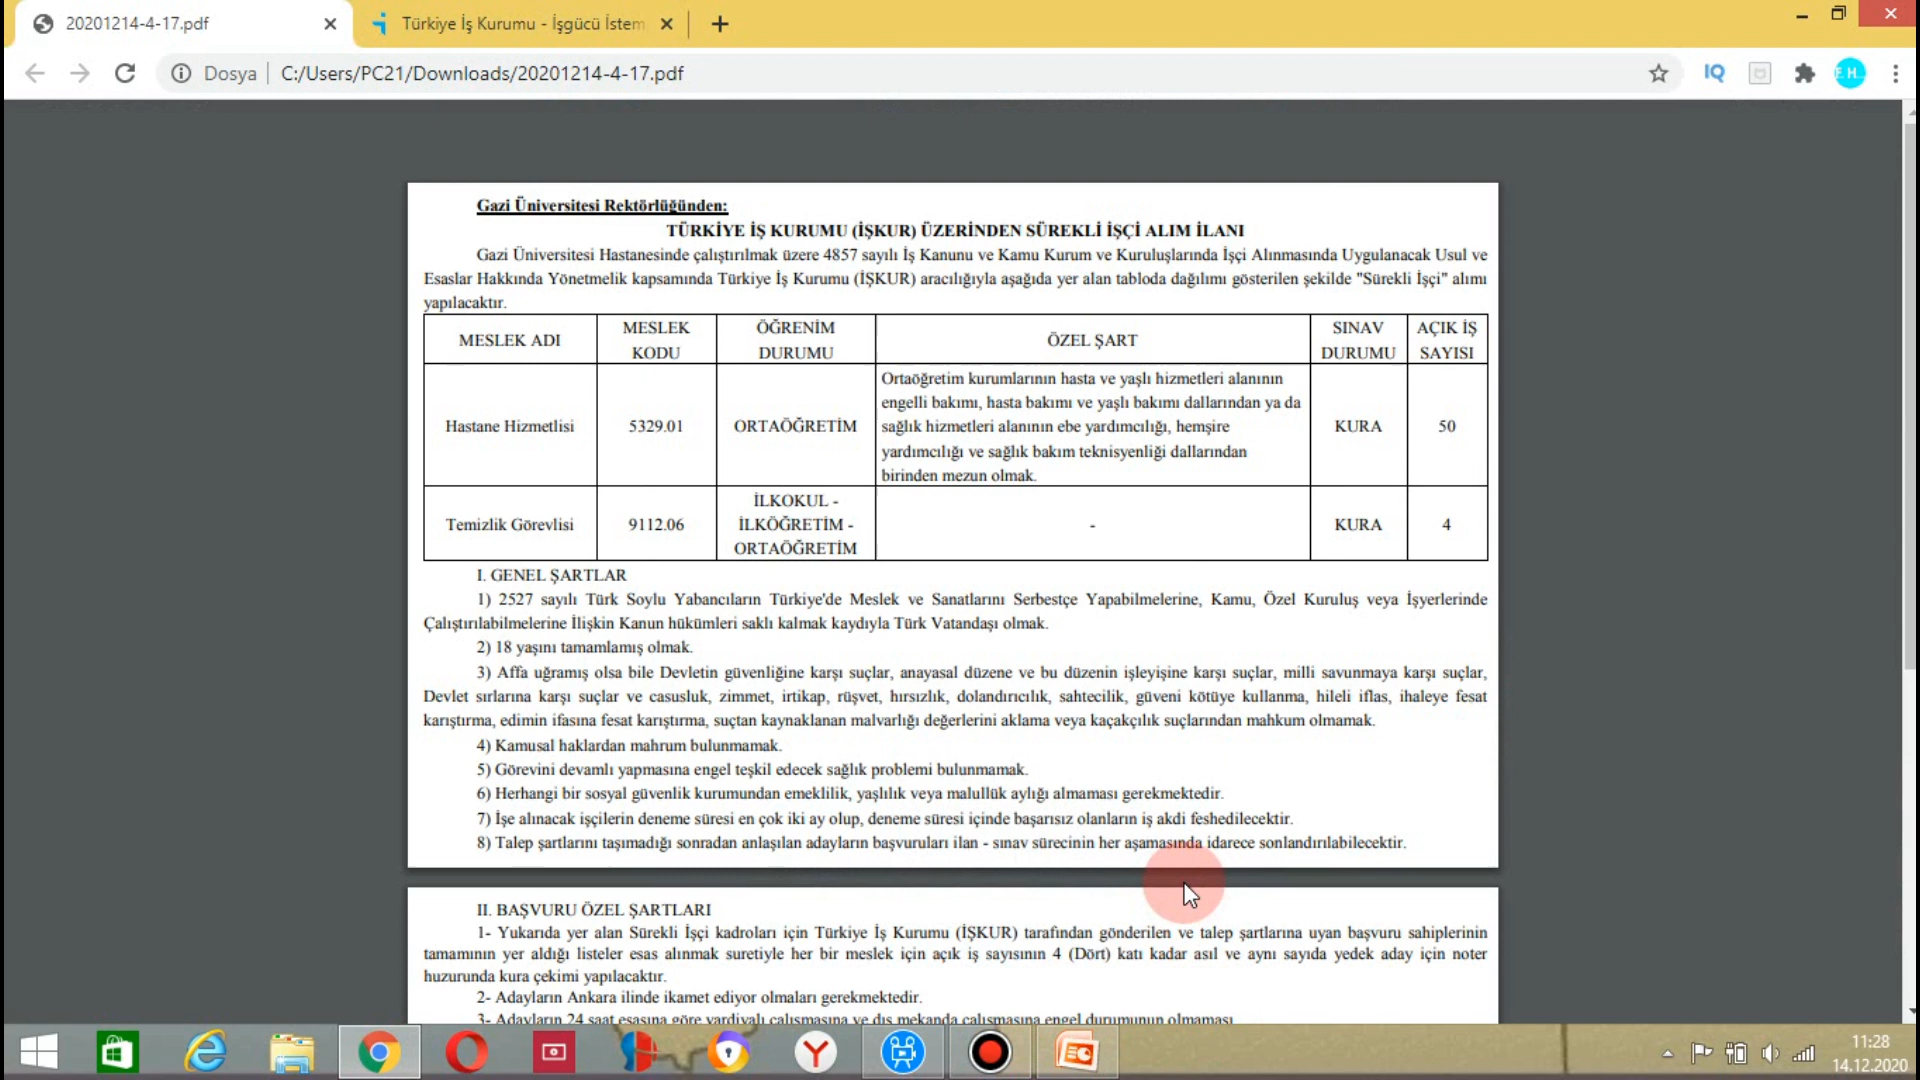 20201214-4-17.pdf
Türkiye İş Kurumu - İşgücü İstem
Dosya
C:/Users/PC21/Downloads/20201214-4-17.pdf
IQ
E.H..
Gazi Üniversitesi Rektörlüğünden:
TÜRKİYE İŞ KURUMU (İŞKUR) ÜZERİNDEN SÜREKLİ İŞÇİ ALIM İLANI
Gazi Üniversitesi Hastanesinde çalıştırılmak üzere 4857 sayılı İş Kanunu ve Kamu Kurum ve Kuruluşlarında İşçi Alınmasında Uygulanacak Usul ve
Esaslar Hakkında Yönetmelik kapsamında Türkiye İş Kurumu (İŞKUR) aracılığıyla aşağıda yer alan tabloda dağılımı gösterilen şekilde "Sürekli İşçi" alımı
yapılacaktır.
MESLEK ADI
MESLEK
KODU
ÖĞRENİM
DURUMU
ÖZEL ŞART
SINAV
DURUMU
AÇIK İŞ
SAYISI
Hastane Hizmetlisi
5329.01
ORTAÖĞRETİM
Ortaöğretim kurumlarının hasta ve yaşlı hizmetleri alanının
engelli bakımı, hasta bakımı ve yaşlı bakımı dallarından ya da
sağlık hizmetleri alanının ebe yardımcılığı, hemşire
yardımcılığı ve sağlık bakım teknisyenliği dallarından
birinden mezun olmak.
KURA
50
Temizlik Görevlisi
9112.06
İLKOKUL -
İLKÖĞRETİM -
ORTAÖĞRETİM
-
KURA
4
I. GENEL ŞARTLAR
1) 2527 sayılı Türk Soylu Yabancıların Türkiye'de Meslek ve Sanatlarını Serbestçe Yapabilmelerine, Kamu, Özel Kuruluş veya İşyerlerinde
Çalıştırılabilmelerine İlişkin Kanun hükümleri saklı kalmak kaydıyla Türk Vatandaşı olmak.
2) 18 yaşını tamamlamış olmak.
3) Affa uğramış olsa bile Devletin güvenliğine karşı suçlar, anayasal düzene ve bu düzenin işleyişine karşı suçlar, milli savunmaya karşı suçlar,
Devlet sırlarına karşı suçlar ve casusluk, zimmet, irtikap, rüşvet, hırsızlık, dolandırıcılık, sahtecilik, güveni kötüye kullanma, hileli iflas, ihaleye fesat
karıştırma, edimin ifasına fesat karıştırma, suçtan kaynaklanan malvarlığı değerlerini aklama veya kaçakçılık suçlarından mahkum olmamak.
4) Kamusal haklardan mahrum bulunmamak.
5) Görevini devamlı yapmasına engel teşkil edecek sağlık problemi bulunmamak.
6) Herhangi bir sosyal güvenlik kurumundan emeklilik, yaşlılık veya malullük aylığı almaması gerekmektedir.
7) İşe alınacak işçilerin deneme süresi en çok iki ay olup, deneme süresi içinde başarısız olanların iş akdi feshedilecektir.
8) Talep şartlarını taşımadığı sonradan anlaşılan adayların başvuruları ilan - sınav sürecinin her aşamasında idarece sonlandırılabilecektir.
II. BAŞVURU ÖZEL ŞARTLARI
1- Yukarıda yer alan Sürekli İşçi kadroları için Türkiye İş Kurumu (İŞKUR) tarafından gönderilen ve talep şartlarına uyan başvuru sahiplerinin
tamamının yer aldığı listeler esas alınmak suretiyle her bir meslek için açık iş sayısının 4 (Dört) katı kadar asıl ve aynı sayıda yedek aday için noter
huzurunda kura çekimi yapılacaktır.
2- Adayların Ankara ilinde ikamet ediyor olmaları gerekmektedir.
3- Adayların 24 saat esasına göre vardiyalı çalışmasına ve dış mekanda çalışmasına engel durumunun olmaması
11:28
14.12.2020